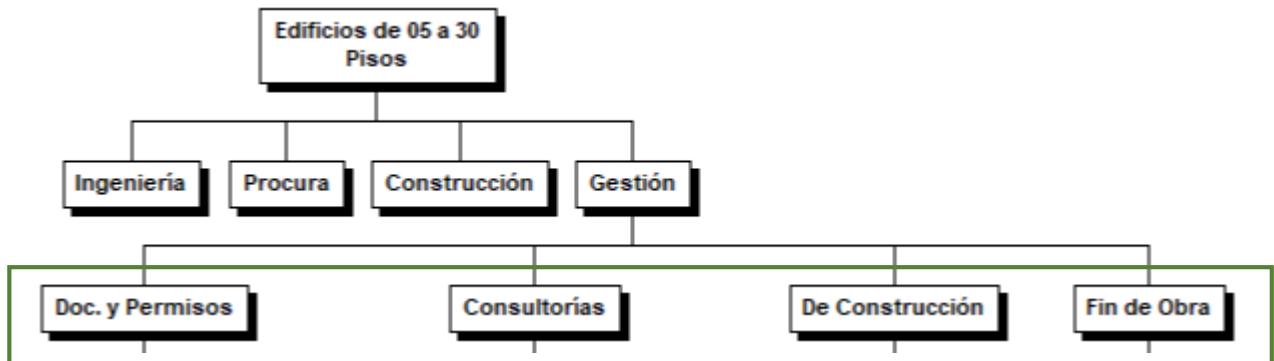 Edificios de 05 a 30
Pisos
Ingeniería
Procura
Construcción
Gestión
Doc. y Permisos
Consultorías
De Construcción
Fin de Obra